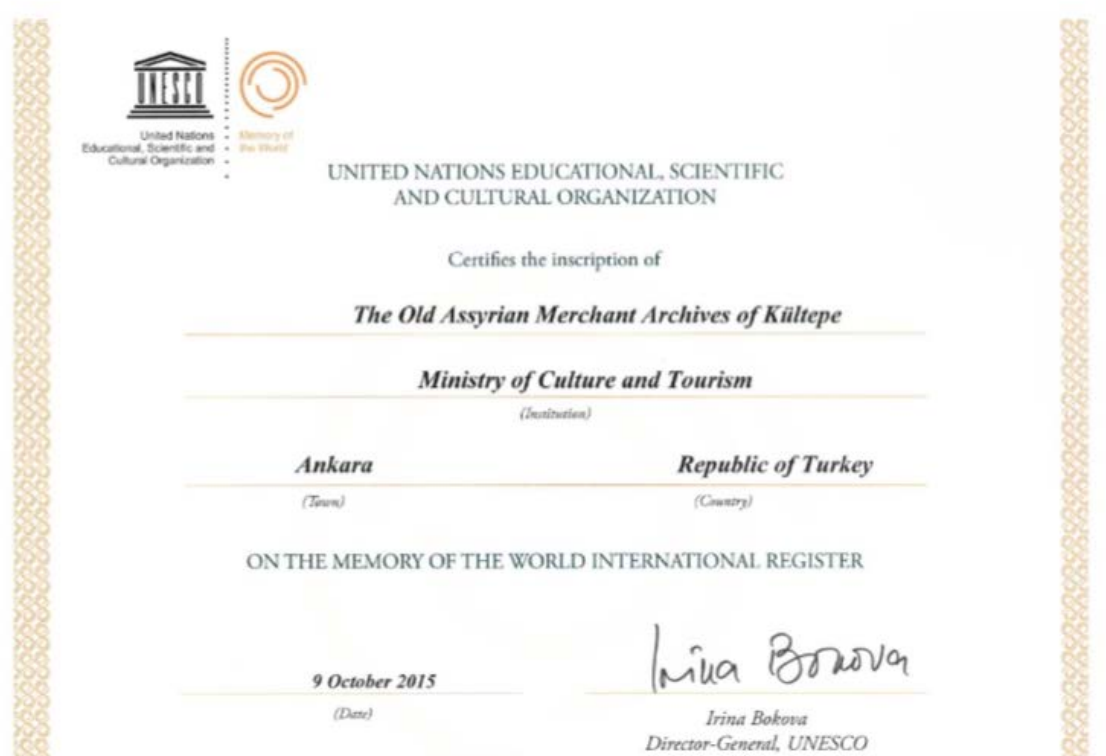 UNESCO
United Nations
Educational, Scientific and
Cultural Organization
Memory of
the World
UNITED NATIONS EDUCATIONAL, SCIENTIFIC
AND CULTURAL ORGANIZATION
Certifies the inscription of
The Old Assyrian Merchant Archives of Kültepe
Ministry of Culture and Tourism
(Institution)
Ankara Republic of Turkey
(Town) (Country)
ON THE MEMORY OF THE WORLD INTERNATIONAL REGISTER
Irina Bokova
9 October 2015
(Date)
Irina Bokova
Director-General, UNESCO